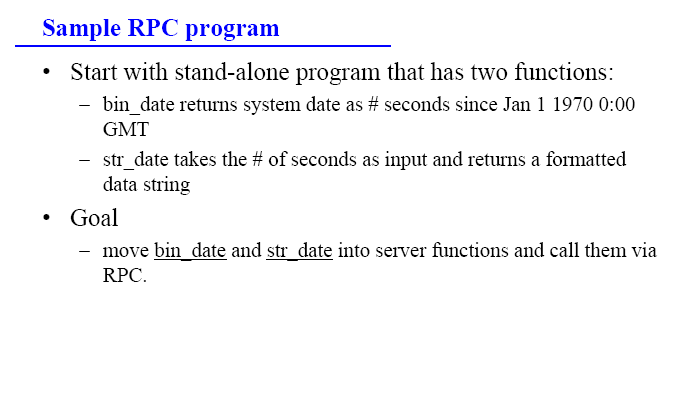 Sample RPC program
• Start with stand-alone program that has two functions:
– bin_date returns system date as # seconds since Jan 1 1970 0:00
GMT
– str_date takes the # of seconds as input and returns a formatted
data string
• Goal
– move bin_date and str_date into server functions and call them via
RPC.